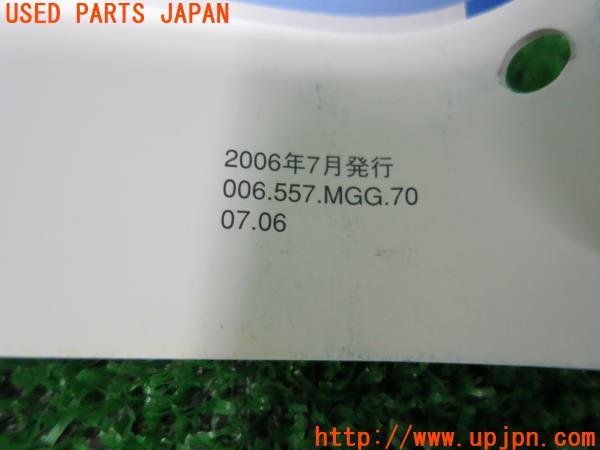 USED PARTS JAPAN
2006年7月発行
006.557.MGG.70
07.06
http://www.upjpn.com